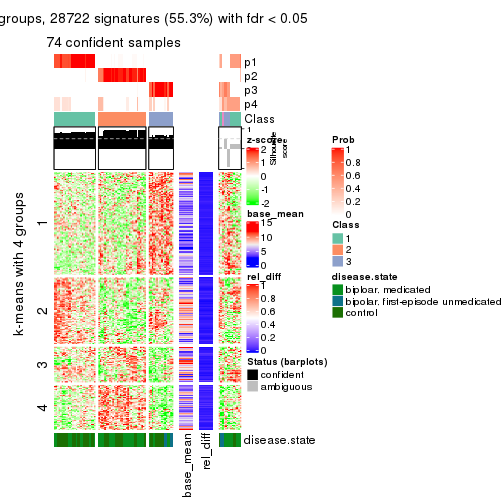 groups, 28722 signatures (55.3%) with fdr < 0.05
74 confident samples
p1
p2
p3
p4
Class
1
Silhouette
score
k-means with 4 groups
1
2
3
4
base_mean
rel_diff
disease.state
z-score
2
1
0
-1
-2
base_mean
15
10
5
0
rel_diff
1
0.8
0.6
0.4
0.2
0
Status (barplots)
confident
ambiguous
Prob
1
0.8
0.6
0.4
0.2
0
Class
1
2
3
disease.state
bipolar, medicated
bipolar, first-episode unmedicated
control